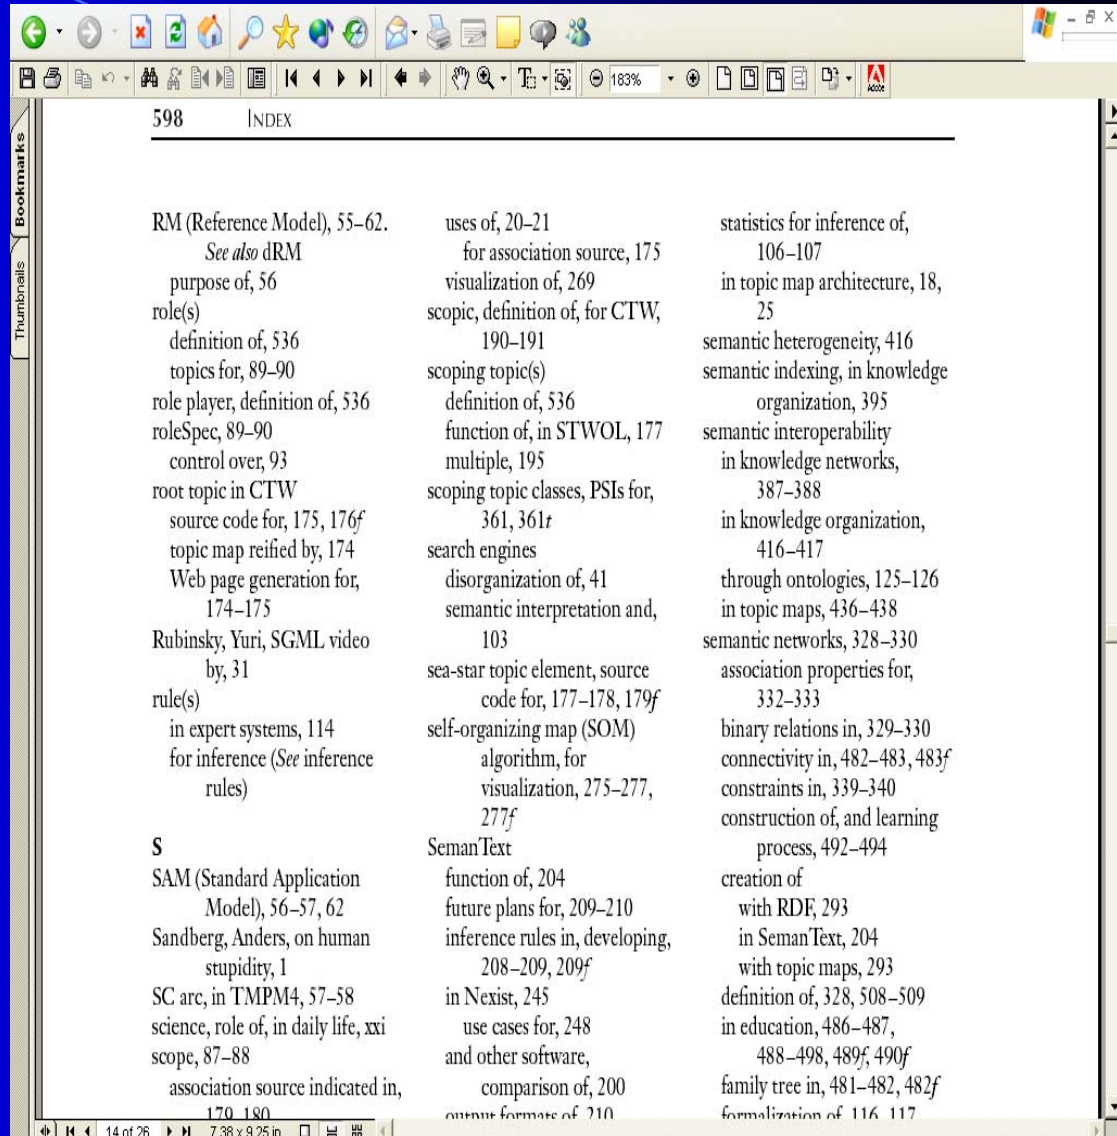 183%
Adobe
Bookmarks
Thumbnails
598 INDEX
RM (Reference Model), 55–62.
See also dRM
purpose of, 56
role(s)
definition of, 536
topics for, 89–90
role player, definition of, 536
roleSpec, 89–90
control over, 93
root topic in CTW
source code for, 175, 176f
topic map reified by, 174
Web page generation for,
174–175
Rubinsky, Yuri, SGML video
by, 31
rule(s)
in expert systems, 114
for inference (See inference
rules)
S
SAM (Standard Application
Model), 56–57, 62
Sandberg, Anders, on human
stupidity, 1
SC arc, in TMPM4, 57–58
science, role of, in daily life, xxi
scope, 87–88
association source indicated in,
179, 180
uses of, 20–21
for association source, 175
visualization of, 269
scopic, definition of, for CTW,
190–191
scoping topic(s)
definition of, 536
function of, in STWOL, 177
multiple, 195
scoping topic classes, PSIs for,
361, 361t
search engines
disorganization of, 41
semantic interpretation and,
103
sea-star topic element, source
code for, 177–178, 179f
self-organizing map (SOM)
algorithm, for
visualization, 275–277,
277f
SemanText
function of, 204
future plans for, 209–210
inference rules in, developing,
208–209, 209f
in Nexist, 245
use cases for, 248
and other software,
comparison of, 200
output formats of, 210
statistics for inference of,
106–107
in topic map architecture, 18,
25
semantic heterogeneity, 416
semantic indexing, in knowledge
organization, 395
semantic interoperability
in knowledge networks,
387–388
in knowledge organization,
416–417
through ontologies, 125–126
in topic maps, 436–438
semantic networks, 328–330
association properties for,
332–333
binary relations in, 329–330
connectivity in, 482–483, 483f
constraints in, 339–340
construction of, and learning
process, 492–494
creation of
with RDF, 293
in SemanText, 204
with topic maps, 293
definition of, 328, 508–509
in education, 486–487,
488–498, 489f, 490f
family tree in, 481–482, 482f
formalization of, 116, 117
14 of 26 7.38 x 9.25 in